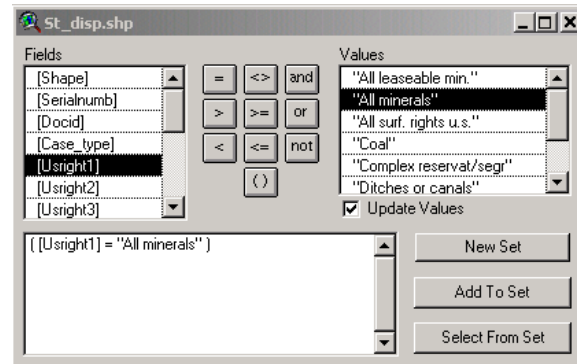 St_disp.shp
Fields
[Shape]
[Serialnumb]
[Docid]
[Case_type]
[Usright1]
[Usright2]
[Usright3]
= <> and
> >= or
< <= not
( )
Values
"All leaseable min."
"All minerals"
"All surf. rights u.s."
"Coal"
"Complex reservat/segr"
"Ditches or canals"
Update Values
( [Usright1] = "All minerals" )
New Set
Add To Set
Select From Set